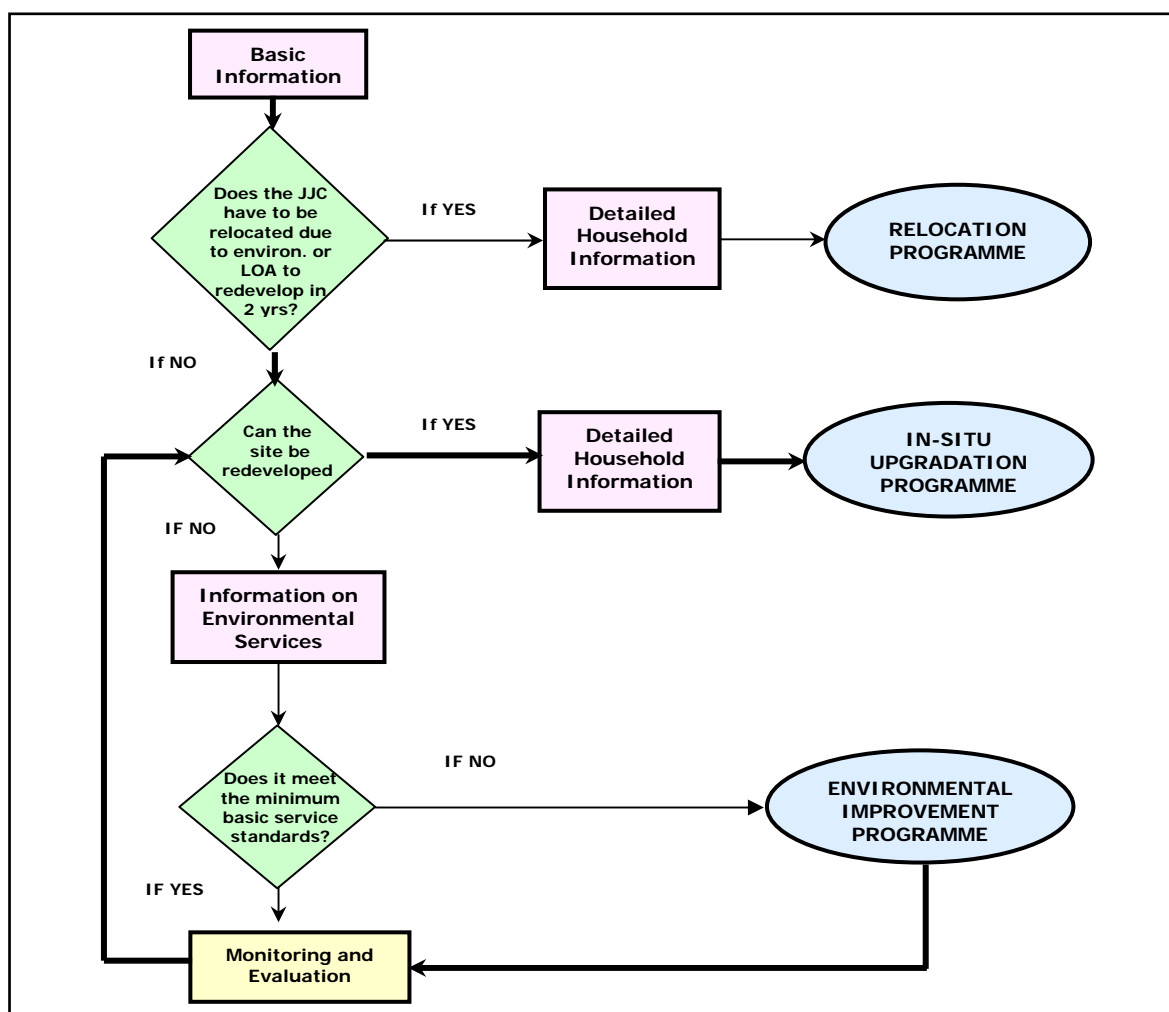 Basic
Information
Does the JJC
have to be
relocated due
to environ. or
LOA to
redevelop in
2 yrs?
If YES
Detailed
Household
Information
RELOCATION
PROGRAMME
If NO
Can the
site be
redeveloped
If YES
Detailed
Household
Information
IN-SITU
UPGRADATION
PROGRAMME
IF NO
Information on
Environmental
Services
Does it meet
the minimum
basic service
standards?
IF NO
ENVIRONMENTAL
IMPROVEMENT
PROGRAMME
IF YES
Monitoring and
Evaluation